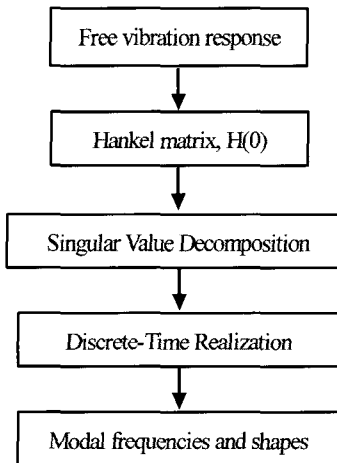 Free vibration response
Hankel matrix, H(0)
Singular Value Decomposition
Discrete-Time Realization
Modal frequencies and shapes